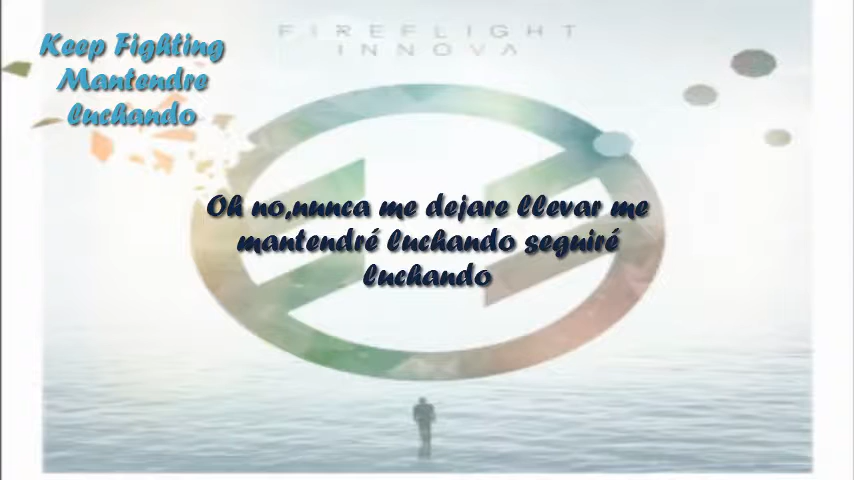 FIREFLIGHT
INNOVA
Keep Fighting
Mantendre
luchando
Oh no,nunca me dejare llevar me
mantendré luchando seguiré
luchando